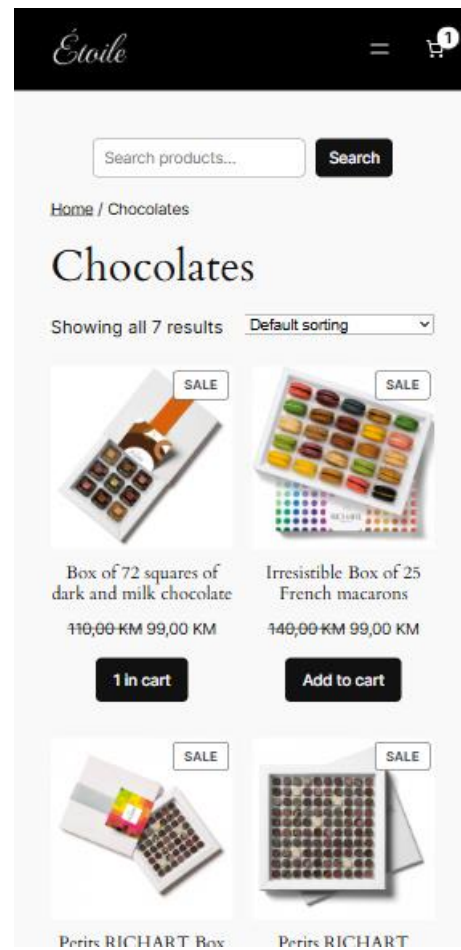 Étoile
1
Search products...
Search
Home / Chocolates
Chocolates
Showing all 7 results
Default sorting
SALE
SALE
Box of 72 squares of
dark and milk chocolate
Irresistible Box of 25
French macarons
110,00 KM 99,00 KM
140,00 KM 99,00 KM
1 in cart
Add to cart
SALE
SALE
Petits RICHART Box
Petits RICHART